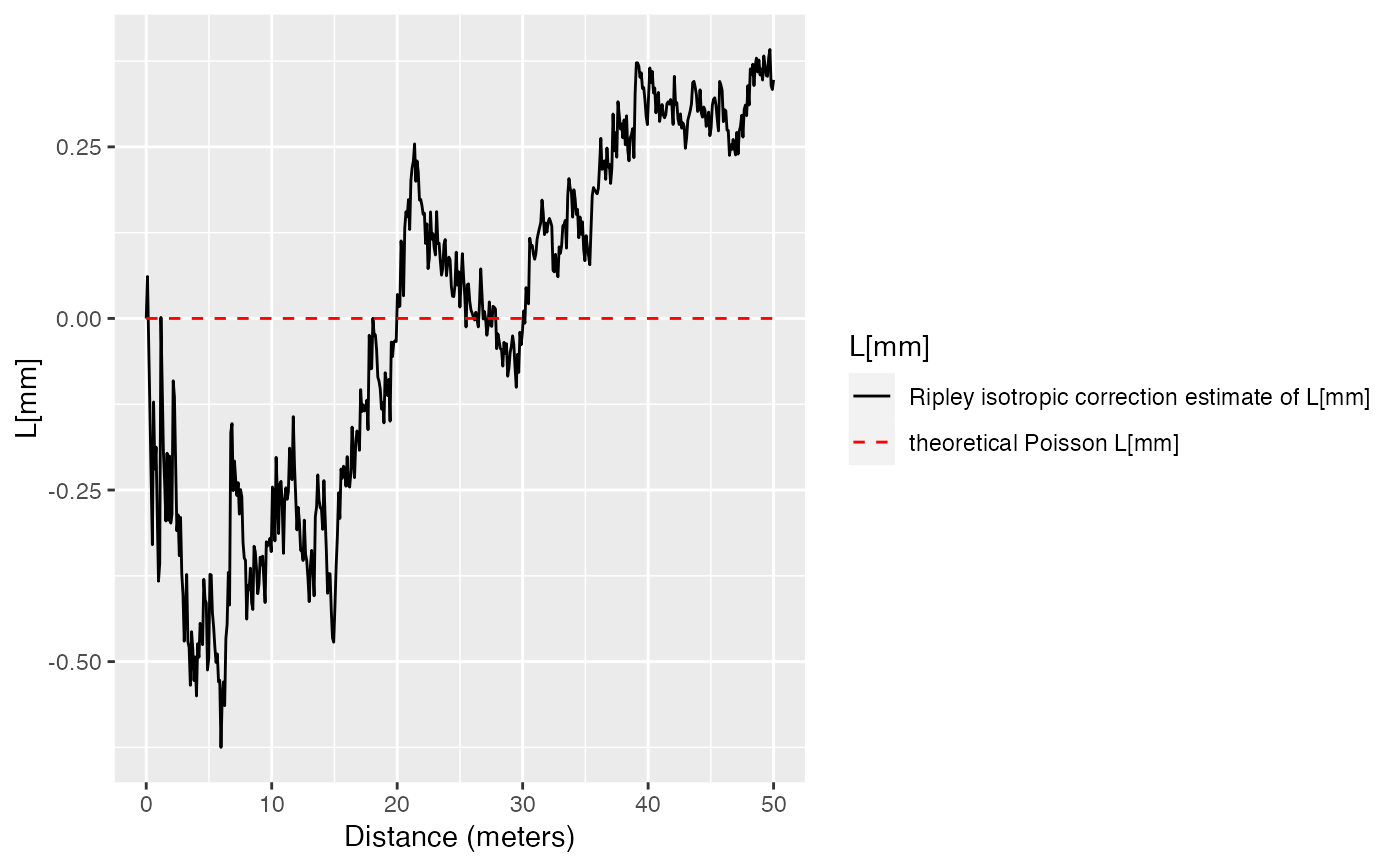 0.25
0.00
-0.25
-0.50
L[mm]
0
10
20
30
40
50
Distance (meters)
L[mm]
Ripley isotropic correction estimate of L[mm]
theoretical Poisson L[mm]